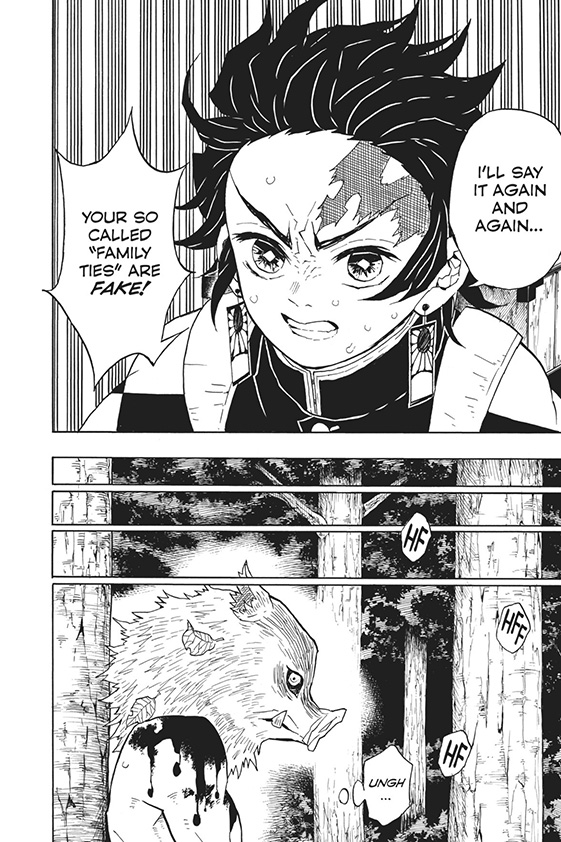 I'LL SAY
IT AGAIN
AND
AGAIN...
YOUR SO
CALLED
"FAMILY
TIES" ARE
FAKE!
HF
HFF
HF
UNGH
...